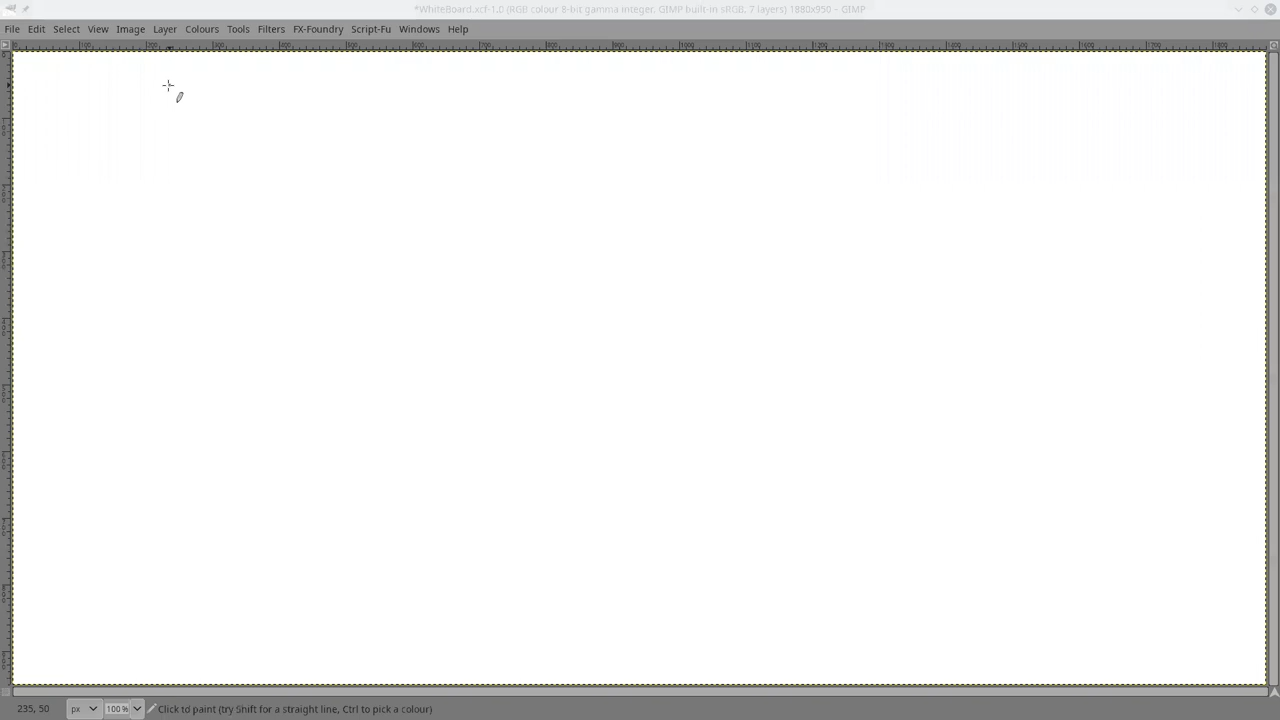 *WhiteBoard.xcf-1.0 (RGB colour 8-bit gamma integer, GIMP built-in sRGB, 7 layers) 1880x950 – GIMP
File Edit Select View Image Layer Colours Tools Filters FX-Foundry Script-Fu Windows Help
235, 50 px 100% Click to paint (try Shift for a straight line, Ctrl to pick a colour)